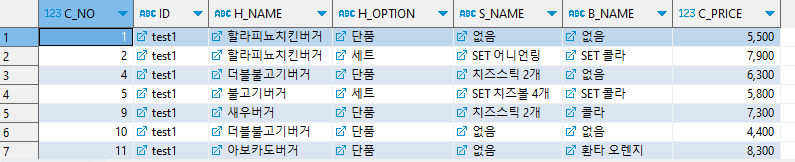 123 C_NO ABC ID ABC H_NAME ABC H_OPTION ABC S_NAME ABC B_NAME 123 C_PRICE
1 1 test1 할라피뇨치킨버거 단품 없음 없음 5,500
2 2 test1 할라피뇨치킨버거 세트 SET 어니언링 SET 콜라 7,900
3 4 test1 더블불고기버거 단품 치즈스틱 2개 없음 6,300
4 5 test1 불고기버거 세트 SET 치즈볼 4개 SET 콜라 5,800
5 9 test1 새우버거 단품 치즈스틱 2개 콜라 7,300
6 10 test1 더블불고기버거 단품 없음 없음 4,400
7 11 test1 아보카도버거 단품 없음 환타 오렌지 8,300